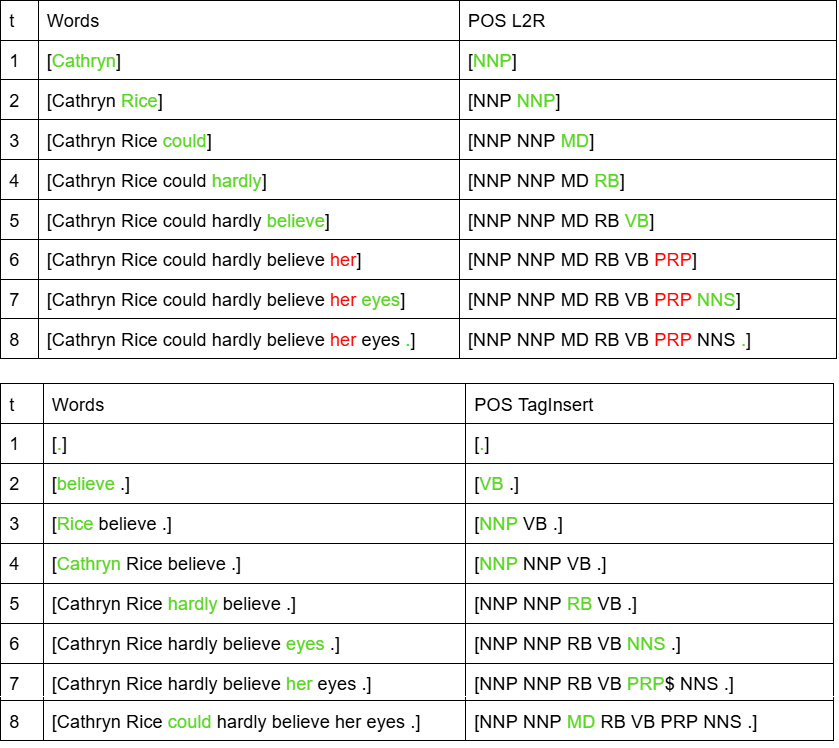 t Words POS L2R
1 [Cathryn] [NNP]
2 [Cathryn Rice] [NNP NNP]
3 [Cathryn Rice could] [NNP NNP MD]
4 [Cathryn Rice could hardly] [NNP NNP MD RB]
5 [Cathryn Rice could hardly believe] [NNP NNP MD RB VB]
6 [Cathryn Rice could hardly believe her] [NNP NNP MD RB VB PRP]
7 [Cathryn Rice could hardly believe her eyes] [NNP NNP MD RB VB PRP NNS]
8 [Cathryn Rice could hardly believe her eyes .] [NNP NNP MD RB VB PRP NNS .]
t Words POS TagInsert
1 [.] [.]
2 [believe .] [VB .]
3 [Rice believe .] [NNP VB .]
4 [Cathryn Rice believe .] [NNP NNP VB .]
5 [Cathryn Rice hardly believe .] [NNP NNP RB VB .]
6 [Cathryn Rice hardly believe eyes .] [NNP NNP RB VB NNS .]
7 [Cathryn Rice hardly believe her eyes .] [NNP NNP RB VB PRP$ NNS .]
8 [Cathryn Rice could hardly believe her eyes .] [NNP NNP MD RB VB PRP NNS .]